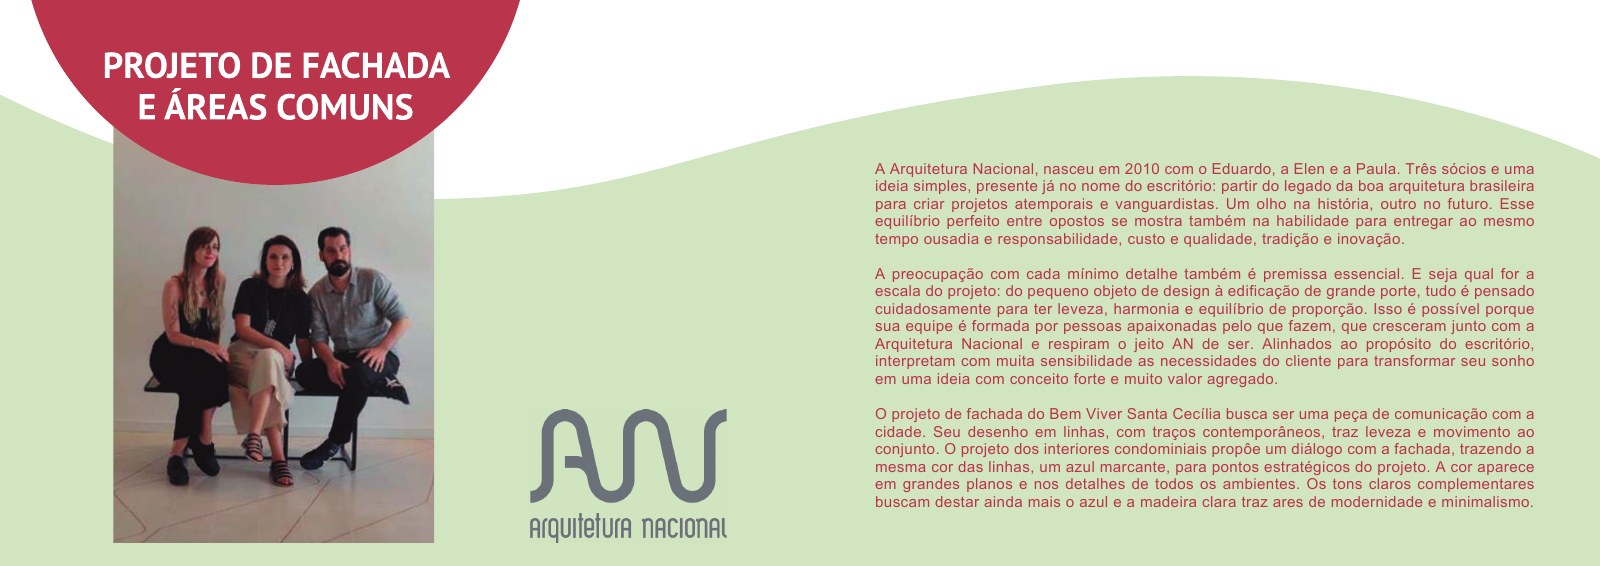 PROJETO DE FACHADA
E ÁREAS COMUNS
A Arquitetura Nacional, nasceu em 2010 com o Eduardo, a Elen e a Paula. Três sócios e uma
ideia simples, presente já no nome do escritório: partir do legado da boa arquitetura brasileira
para criar projetos atemporais e vanguardistas. Um olho na história, outro no futuro. Esse
equilíbrio perfeito entre opostos se mostra também na habilidade para entregar ao mesmo
tempo ousadia e responsabilidade, custo e qualidade, tradição e inovação.
A preocupação com cada mínimo detalhe também é premissa essencial. E seja qual for a
escala do projeto: do pequeno objeto de design à edificação de grande porte, tudo é pensado
cuidadosamente para ter leveza, harmonia e equilíbrio de proporção. Isso é possível porque
sua equipe é formada por pessoas apaixonadas pelo que fazem, que cresceram junto com a
Arquitetura Nacional e respiram o jeito AN de ser. Alinhados ao propósito do escritório,
interpretam com muita sensibilidade as necessidades do cliente para transformar seu sonho
em uma ideia com conceito forte e muito valor agregado.
O projeto de fachada do Bem Viver Santa Cecília busca ser uma peça de comunicação com a
cidade. Seu desenho em linhas, com traços contemporâneos, traz leveza e movimento ao
conjunto. O projeto dos interiores condominiais propõe um diálogo com a fachada, trazendo a
mesma cor das linhas, um azul marcante, para pontos estratégicos do projeto. A cor aparece
em grandes planos e nos detalhes de todos os ambientes. Os tons claros complementares
buscam destar ainda mais o azul e a madeira clara traz ares de modernidade e minimalismo.
AN
arquitetura nacional